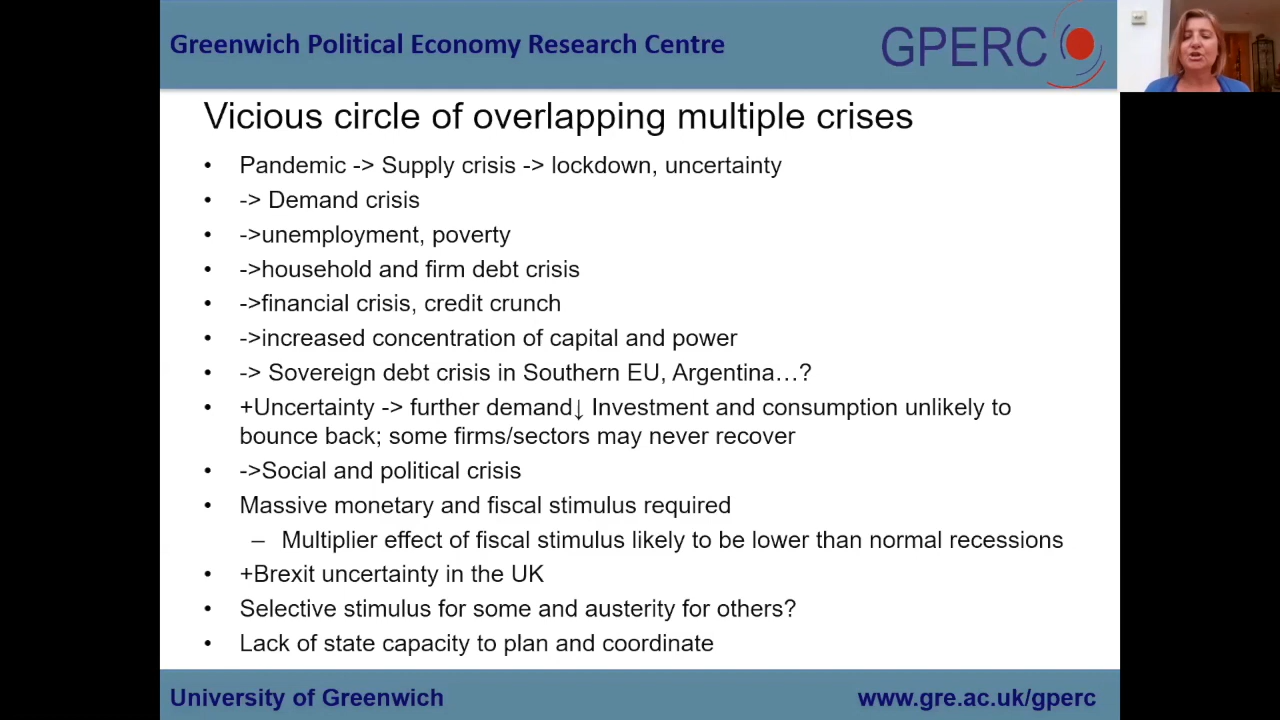 Greenwich Political Economy Research Centre
GPERC
Vicious circle of overlapping multiple crises
• Pandemic -> Supply crisis -> lockdown, uncertainty
• -> Demand crisis
• ->unemployment, poverty
• ->household and firm debt crisis
• ->financial crisis, credit crunch
• ->increased concentration of capital and power
• -> Sovereign debt crisis in Southern EU, Argentina…?
• +Uncertainty -> further demand↓ Investment and consumption unlikely to
bounce back; some firms/sectors may never recover
• ->Social and political crisis
• Massive monetary and fiscal stimulus required
– Multiplier effect of fiscal stimulus likely to be lower than normal recessions
• +Brexit uncertainty in the UK
• Selective stimulus for some and austerity for others?
• Lack of state capacity to plan and coordinate
University of Greenwich
www.gre.ac.uk/gperc